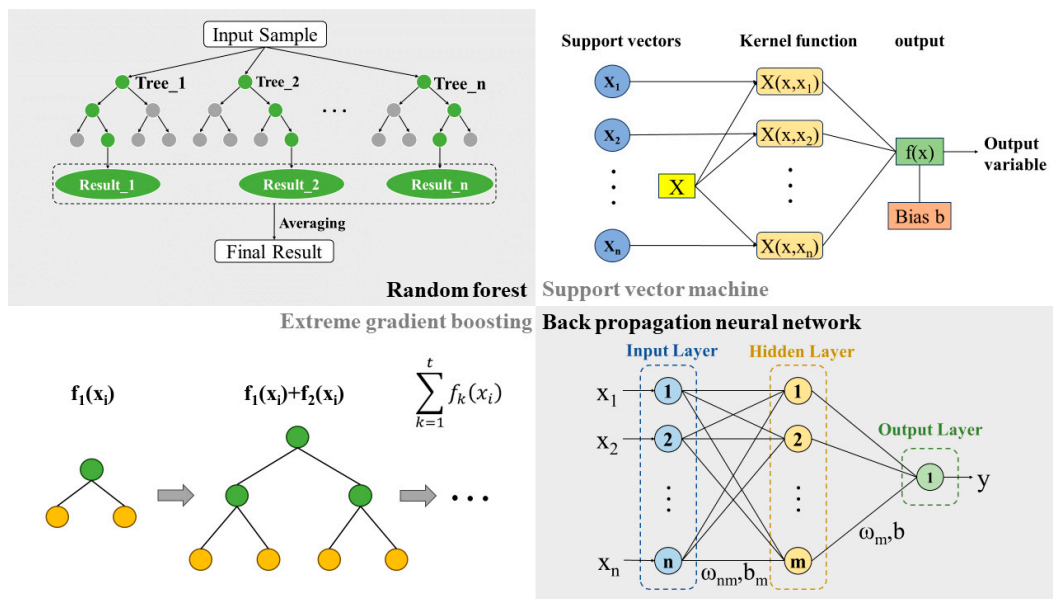 Input Sample
Tree_1
Tree_2
Tree_n
...
Result_1
Result_2
Result_n
Averaging
Final Result
Random forest
Support vectors
Kernel function
output
X₁
X(x,x₁)
X₂
X(x,x₂)
f(x)
Output
variable
X
Bias b
Xₙ
X(x,xₙ)
Support vector machine
Extreme gradient boosting
f₁(xᵢ)
f₁(xᵢ)+f₂(xᵢ)
t
∑ fₖ(xᵢ)
k=1
...
Back propagation neural network
Input Layer
Hidden Layer
Output Layer
x₁
1
1
x₂
2
2
1
y
xₙ
n
m
ωₙₘ,bₘ
ωₘ,b